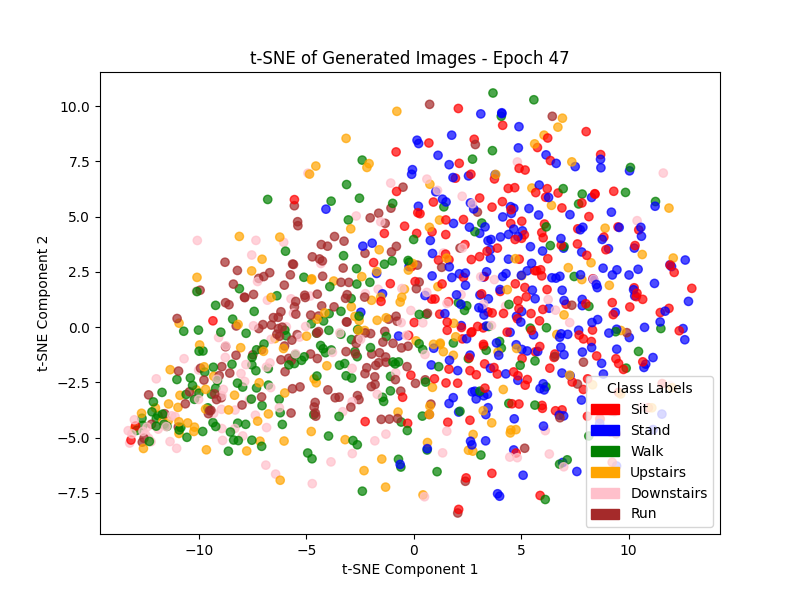 t-SNE of Generated Images - Epoch 47
10.0
7.5
5.0
2.5
0.0
−2.5
−5.0
−7.5
t-SNE Component 2
Class Labels
Sit
Stand
Walk
Upstairs
Downstairs
Run
−10
−5
0
5
10
t-SNE Component 1